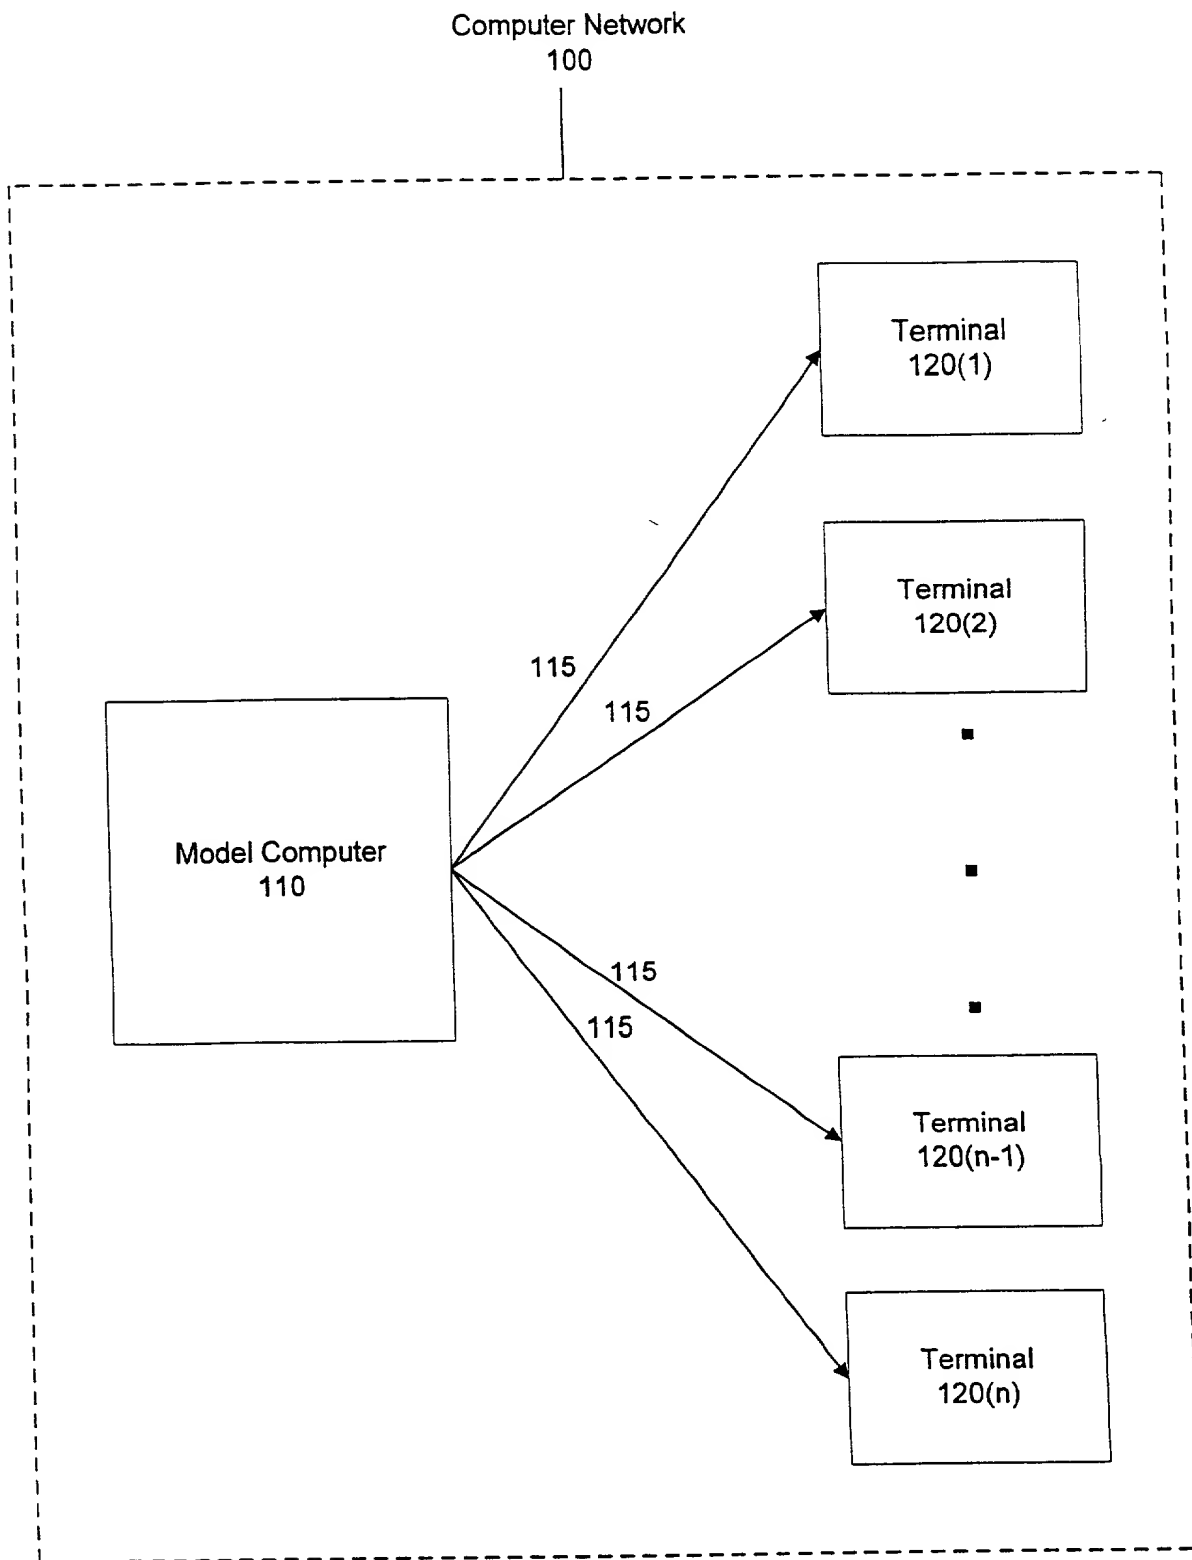 Computer Network
100
Terminal
120(1)
Terminal
120(2)
115
115
Model Computer
110
115
115
Terminal
120(n-1)
Terminal
120(n)